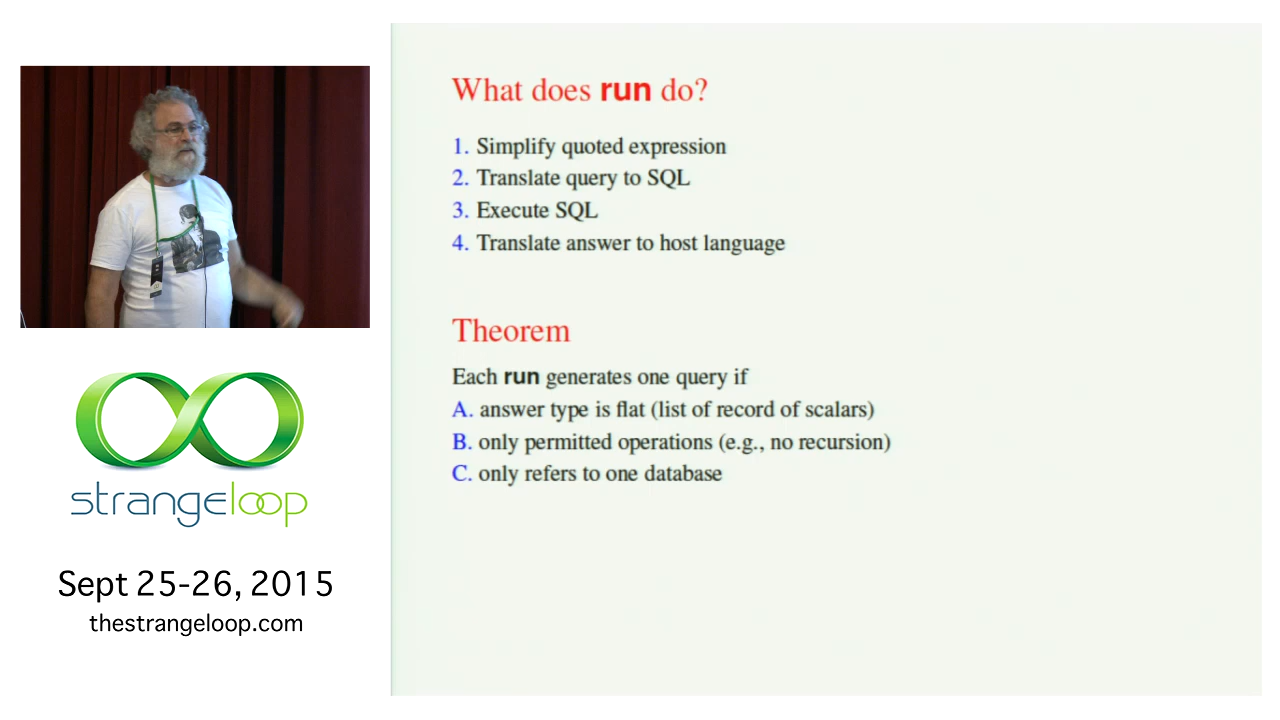 What does run do?
1. Simplify quoted expression
2. Translate query to SQL
3. Execute SQL
4. Translate answer to host language
Theorem
Each run generates one query if
A. answer type is flat (list of record of scalars)
B. only permitted operations (e.g., no recursion)
C. only refers to one database
strangeloop
Sept 25-26, 2015
thestrangeloop.com